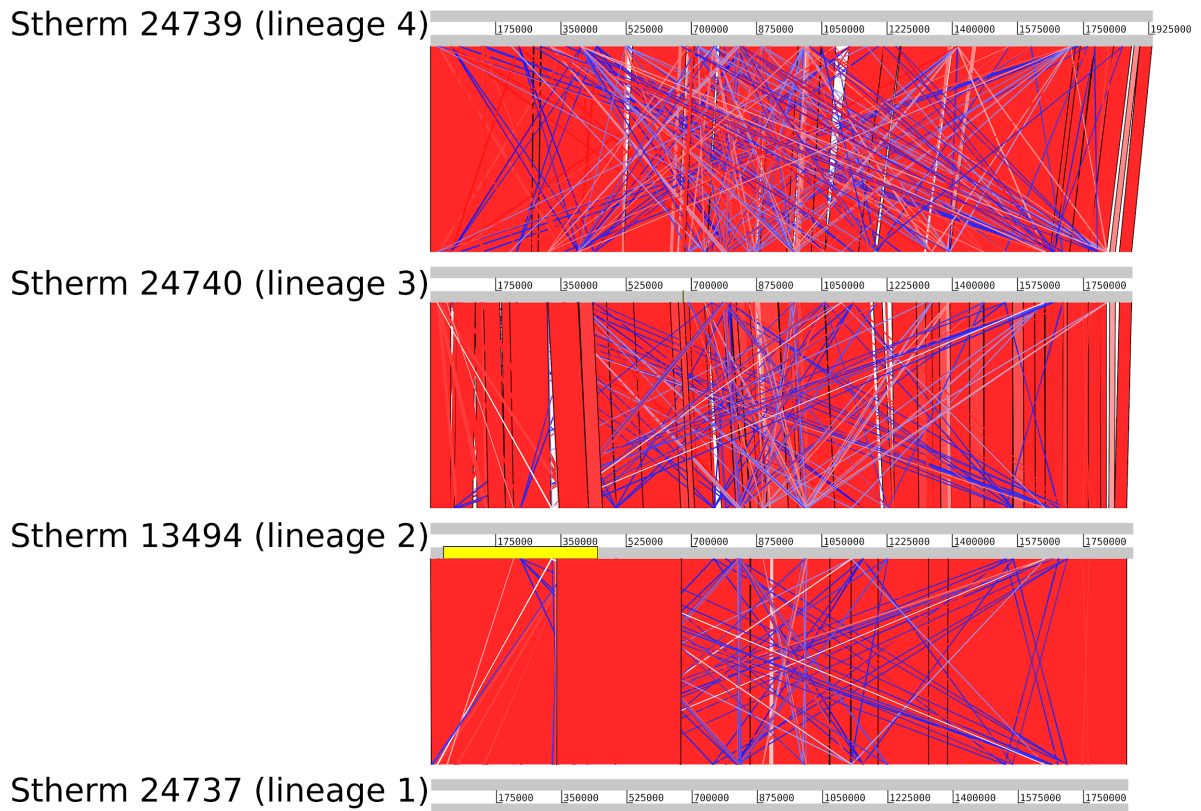 Stherm 24739 (lineage 4)
175000 350000 525000 700000 875000 1050000 1225000 1400000 1575000 1750000 1925000
Stherm 24740 (lineage 3)
175000 350000 525000 700000 875000 1050000 1225000 1400000 1575000 1750000
Stherm 13494 (lineage 2)
175000 350000 525000 700000 875000 1050000 1225000 1400000 1575000 1750000
Stherm 24737 (lineage 1)
175000 350000 525000 700000 875000 1050000 1225000 1400000 1575000 1750000